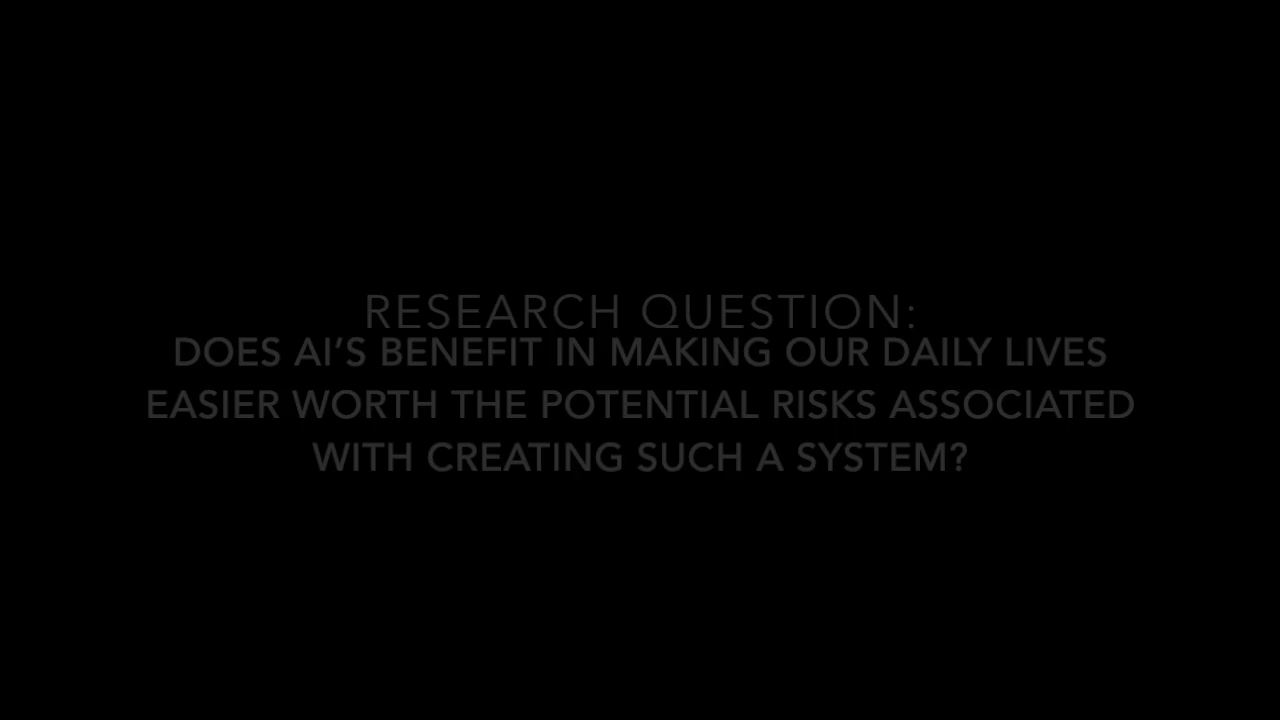 RESEARCH QUESTION:
DOES AI'S BENEFIT IN MAKING OUR DAILY LIVES
EASIER WORTH THE POTENTIAL RISKS ASSOCIATED
WITH CREATING SUCH A SYSTEM?